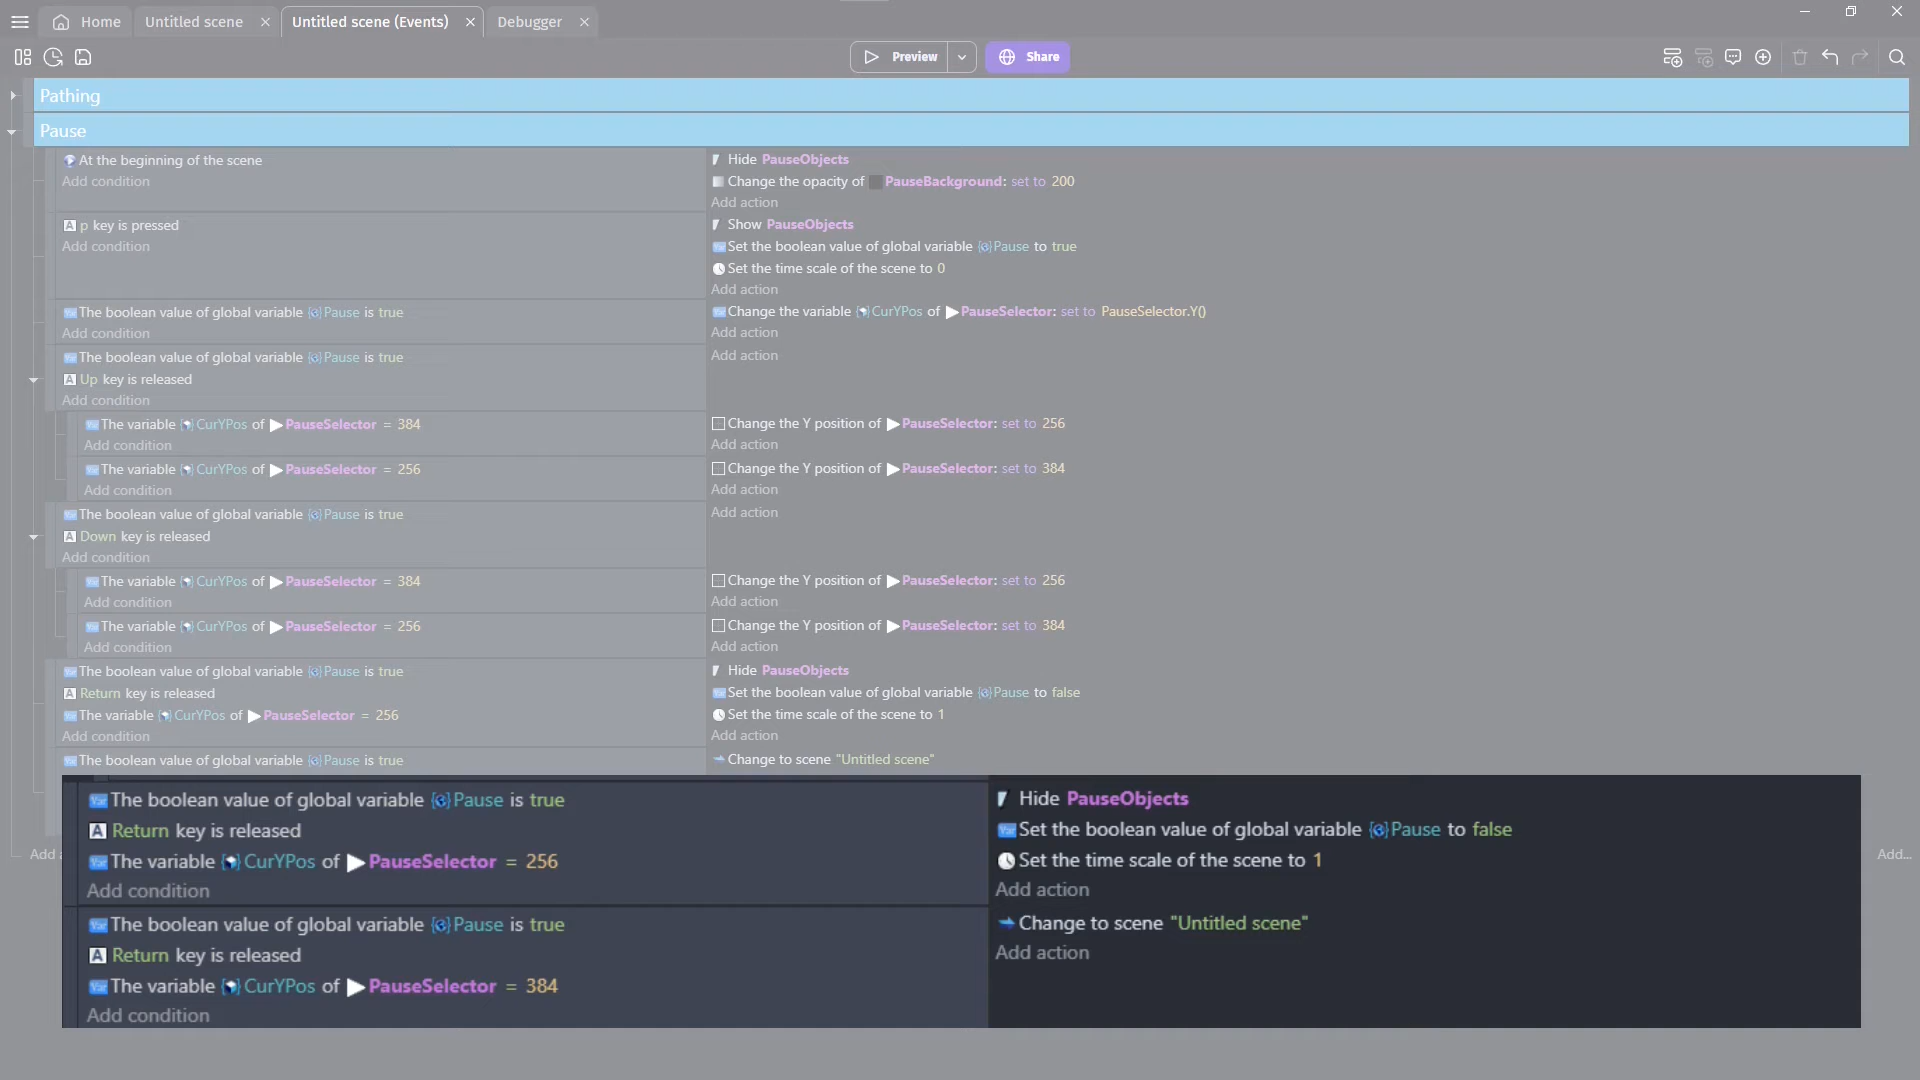 Home
Untitled scene
Untitled scene (Events)
Debugger
Preview
Share
Pathing
Pause
At the beginning of the scene
Add condition
Hide PauseObjects
Change the opacity of PauseBackground: set to 200
Add action
p key is pressed
Add condition
Show PauseObjects
Set the boolean value of global variable Pause to true
Set the time scale of the scene to 0
Add action
The boolean value of global variable Pause is true
Add condition
Change the variable CurYPos of PauseSelector: set to PauseSelector.Y()
Add action
The boolean value of global variable Pause is true
Up key is released
Add condition
Add action
The variable CurYPos of PauseSelector = 384
Add condition
Change the Y position of PauseSelector: set to 256
Add action
The variable CurYPos of PauseSelector = 256
Add condition
Change the Y position of PauseSelector: set to 384
Add action
The boolean value of global variable Pause is true
Down key is released
Add condition
Add action
The variable CurYPos of PauseSelector = 384
Add condition
Change the Y position of PauseSelector: set to 256
Add action
The variable CurYPos of PauseSelector = 256
Add condition
Change the Y position of PauseSelector: set to 384
Add action
The boolean value of global variable Pause is true
Return key is released
The variable CurYPos of PauseSelector = 256
Add condition
Hide PauseObjects
Set the boolean value of global variable Pause to false
Set the time scale of the scene to 1
Add action
The boolean value of global variable Pause is true
Change to scene "Untitled scene"
The boolean value of global variable Pause is true
Return key is released
The variable CurYPos of PauseSelector = 256
Add condition
Hide PauseObjects
Set the boolean value of global variable Pause to false
Set the time scale of the scene to 1
Add action
The boolean value of global variable Pause is true
Return key is released
The variable CurYPos of PauseSelector = 384
Add condition
Change to scene "Untitled scene"
Add action
Add
Add...